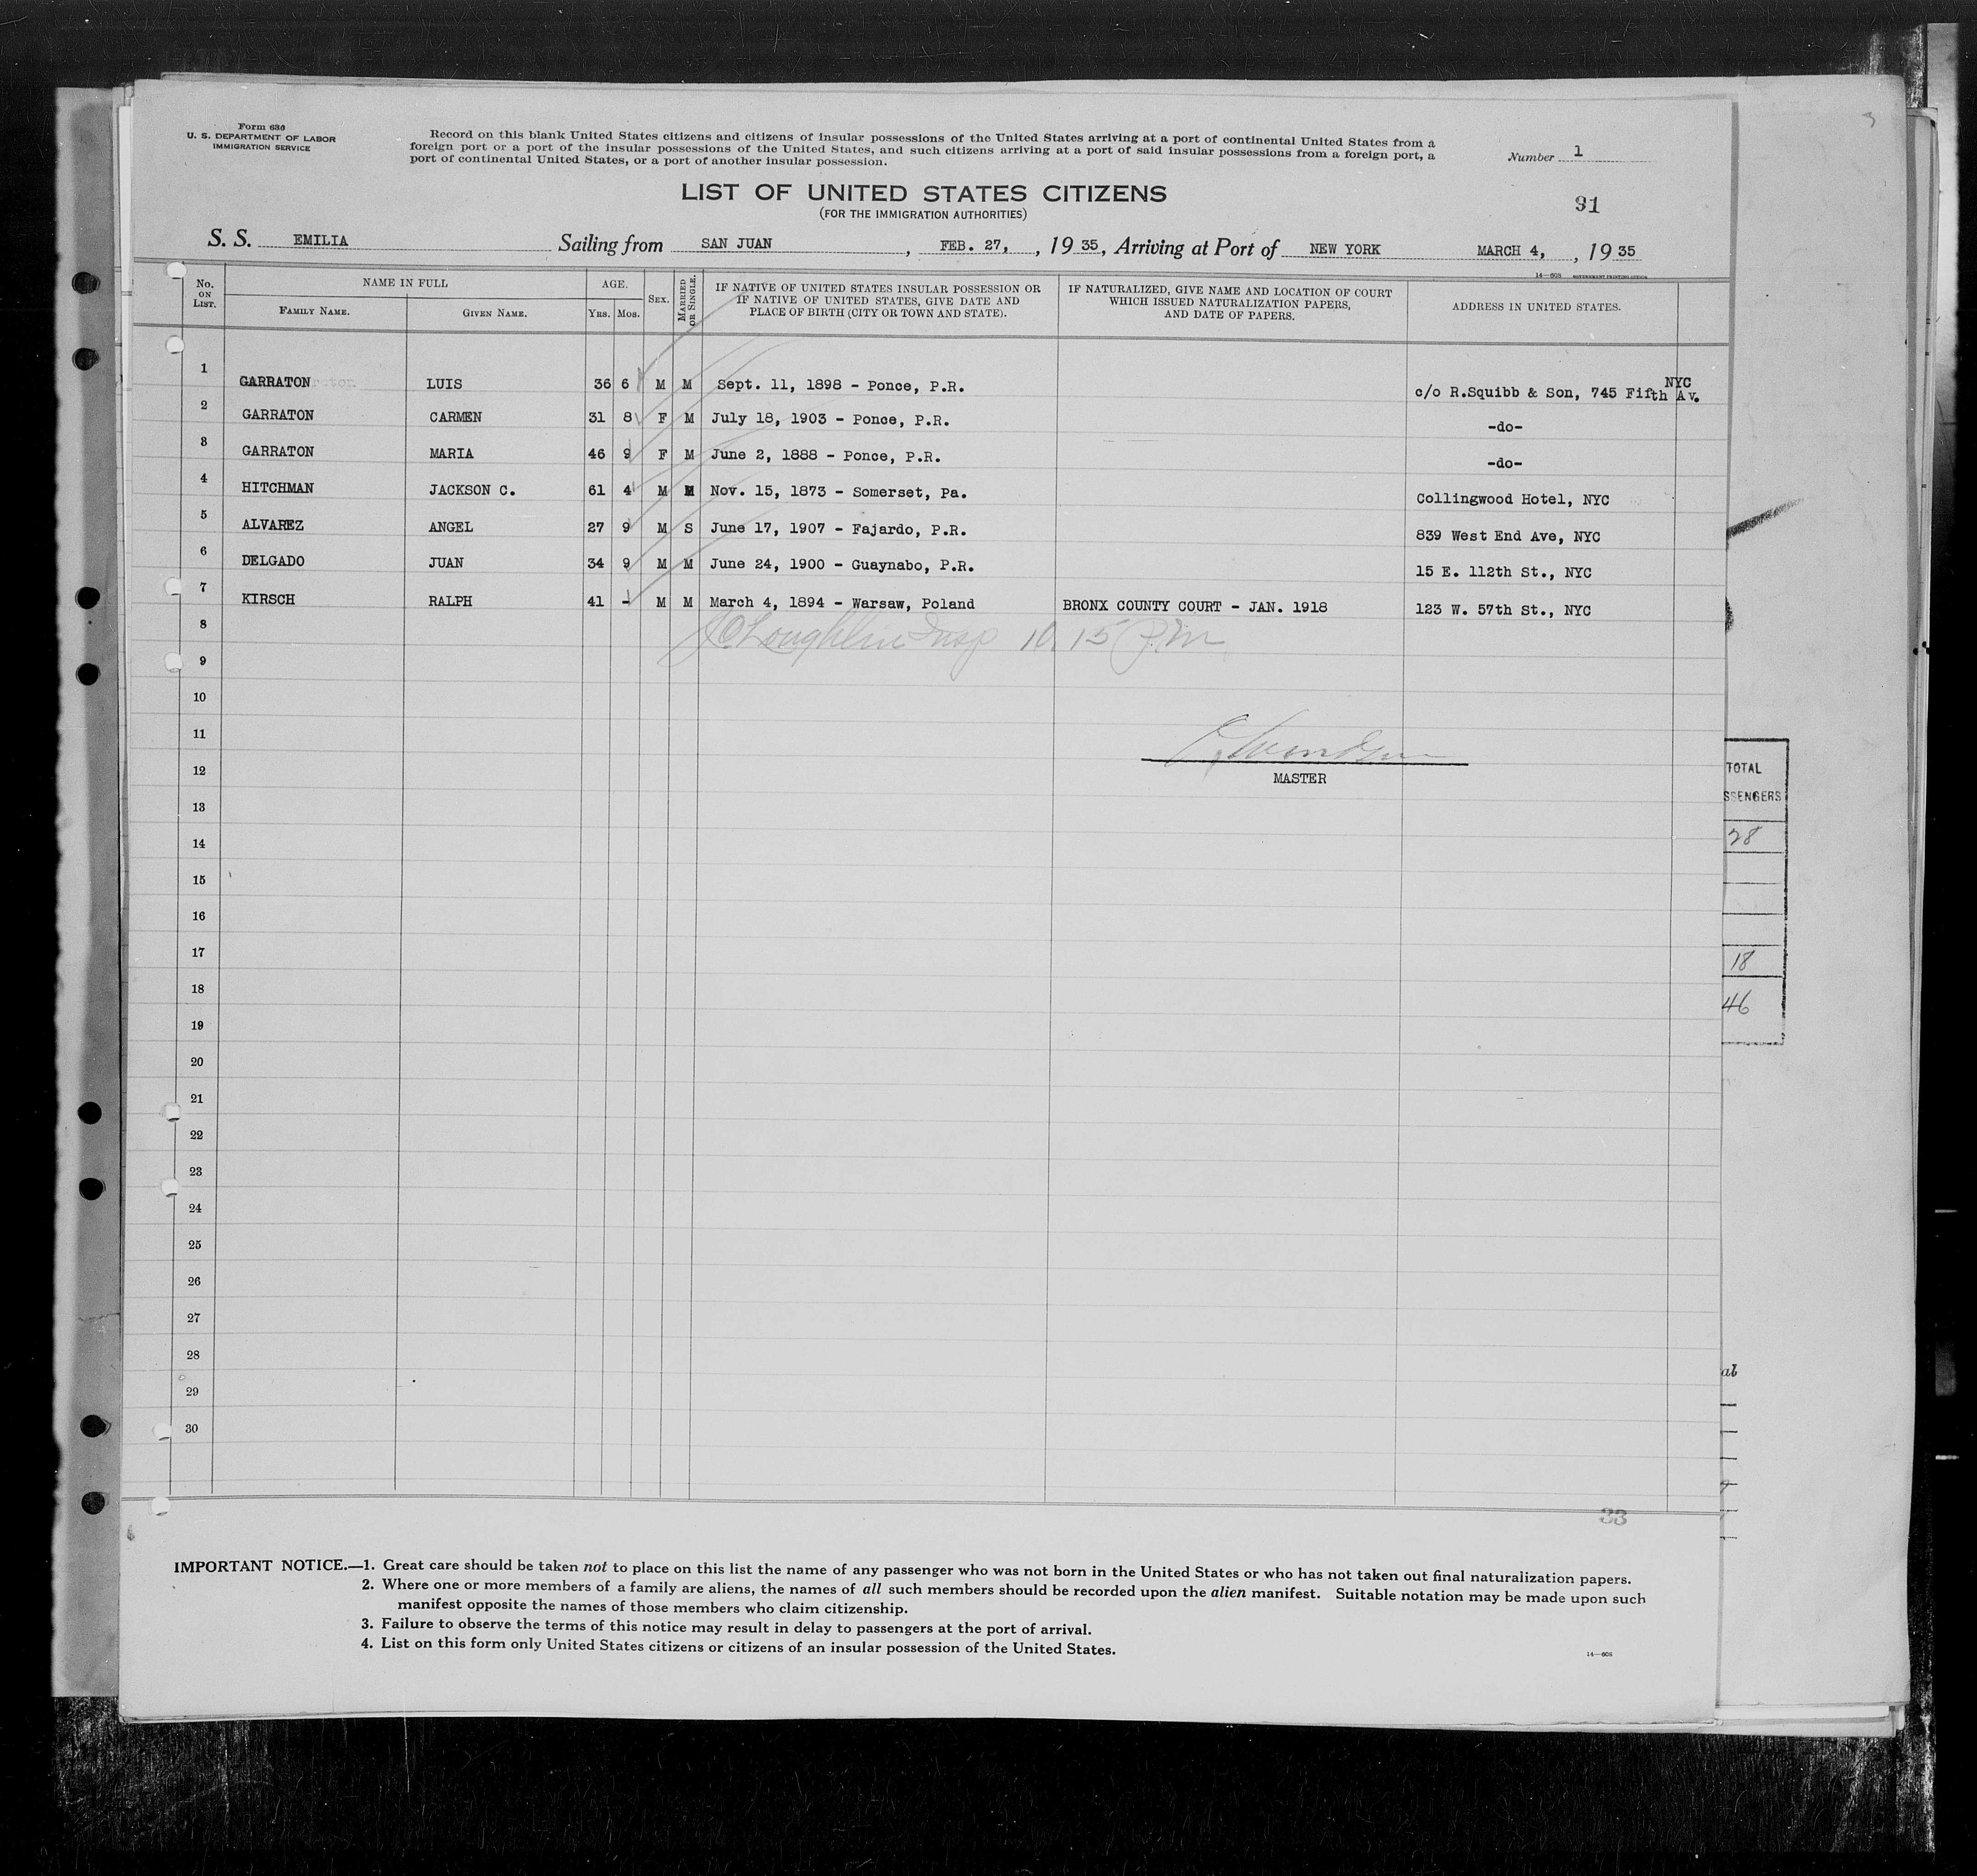 Form 630
U. S. DEPARTMENT OF LABOR
IMMIGRATION SERVICE
Record on this blank United States citizens and citizens of insular possessions of the United States arriving at a port of continental United States from a
foreign port or a port of the insular possessions of the United States, and such citizens arriving at a port of said insular possessions from a foreign port, a
port of continental United States, or a port of another insular possession.
Number 1
LIST OF UNITED STATES CITIZENS
(FOR THE IMMIGRATION AUTHORITIES)
91
S. S. EMILIA Sailing from SAN JUAN , FEB. 27, , 19 35, Arriving at Port of NEW YORK MARCH 4, , 19 35
14—608 GOVERNMENT PRINTING OFFICE
No. ON LIST. NAME IN FULL FAMILY NAME. GIVEN NAME. AGE. Yrs. Mos. SEX. MARRIED OR SINGLE. IF NATIVE OF UNITED STATES INSULAR POSSESSION OR IF NATIVE OF UNITED STATES, GIVE DATE AND PLACE OF BIRTH (CITY OR TOWN AND STATE). IF NATURALIZED, GIVE NAME AND LOCATION OF COURT WHICH ISSUED NATURALIZATION PAPERS, AND DATE OF PAPERS. ADDRESS IN UNITED STATES.
1 GARRATON LUIS 36 6 M M Sept. 11, 1898 - Ponce, P.R. c/o R.Squibb & Son, 745 Fifth Av. NYC
2 GARRATON CARMEN 31 8 F M July 18, 1903 - Ponce, P.R. -do-
3 GARRATON MARIA 46 9 F M June 2, 1888 - Ponce, P.R. -do-
4 HITCHMAN JACKSON C. 61 4 M M Nov. 15, 1873 - Somerset, Pa. Collingwood Hotel, NYC
5 ALVAREZ ANGEL 27 9 M S June 17, 1907 - Fajardo, P.R. 839 West End Ave, NYC
6 DELGADO JUAN 34 9 M M June 24, 1900 - Guaynabo, P.R. 15 E. 112th St., NYC
7 KIRSCH RALPH 41 - M M March 4, 1894 - Warsaw, Poland BRONX COUNTY COURT - JAN. 1918 123 W. 57th St., NYC
8 Insp 10.15 P.M
9
10
11
12
MASTER
13
14
15
16
17
18
19
20
21
22
23
24
25
26
27
28
29
30
TOTAL
SSENGERS
28
18
46
al
33
IMPORTANT NOTICE.—1. Great care should be taken not to place on this list the name of any passenger who was not born in the United States or who has not taken out final naturalization papers.
2. Where one or more members of a family are aliens, the names of all such members should be recorded upon the alien manifest. Suitable notation may be made upon such
manifest opposite the names of those members who claim citizenship.
3. Failure to observe the terms of this notice may result in delay to passengers at the port of arrival.
4. List on this form only United States citizens or citizens of an insular possession of the United States.
14—608